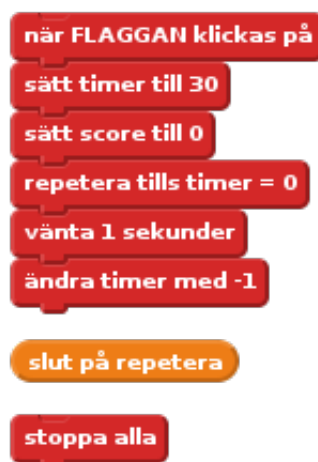 när FLAGGAN klickas på
sätt timer till 30
sätt score till 0
repetera tills timer = 0
vänta 1 sekunder
ändra timer med -1
slut på repetera
stoppa alla